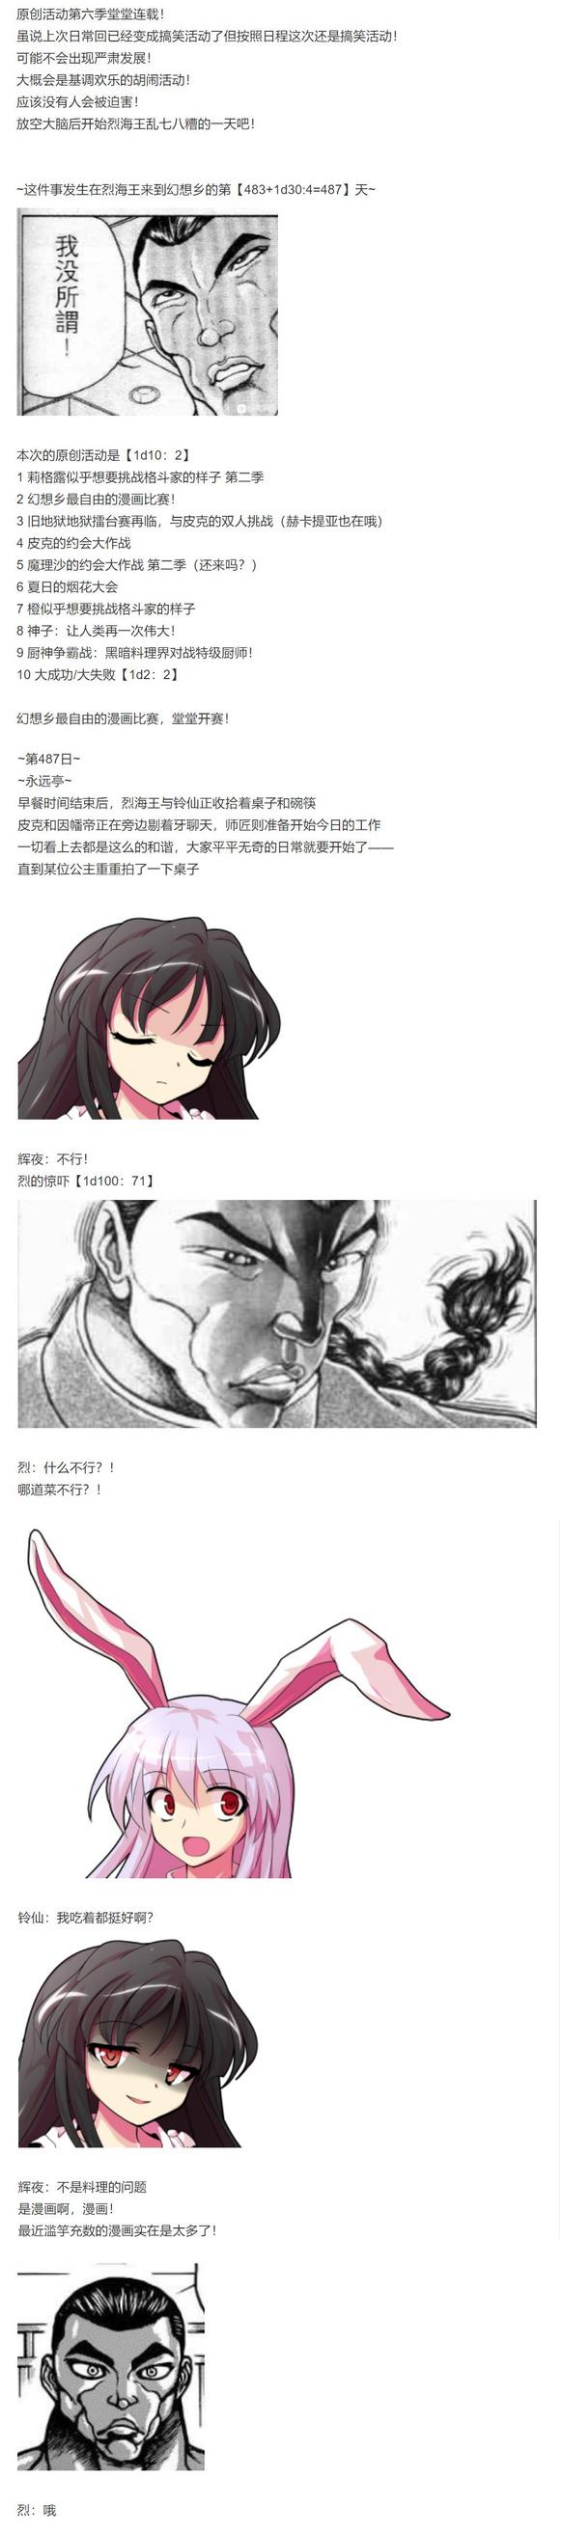 原创活动第六季堂堂连载！
虽说上次日常回已经变成搞笑活动了但按照日程这次还是搞笑活动！
可能不会出现严肃发展！
大概会是基调欢乐的胡闹活动！
应该没有人会被迫害！
放空大脑后开始烈海王乱七八糟的一天吧！
~这件事发生在烈海王来到幻想乡的第【483+1d30:4=487】天~
我没所謂！
本次的原创活动是【1d10：2】
1 莉格露似乎想要挑战格斗家的样子 第二季
2 幻想乡最自由的漫画比赛！
3 旧地狱地狱擂台赛再临，与皮克的双人挑战（赫卡提亚也在哦）
4 皮克的约会大作战
5 魔理沙的约会大作战 第二季（还来吗？）
6 夏日的烟花大会
7 橙似乎想要挑战格斗家的样子
8 神子：让人类再一次伟大！
9 厨神争霸战：黑暗料理界对战特级厨师！
10 大成功/大失败【1d2：2】
幻想乡最自由的漫画比赛，堂堂开赛！
~第487日~
~永远亭~
早餐时间结束后，烈海王与铃仙正收拾着桌子和碗筷
皮克和因幡帝正在旁边剔着牙聊天，师匠则准备开始今日的工作
一切看上去都是这么的和谐，大家平平无奇的日常就要开始了——
直到某位公主重重拍了一下桌子
辉夜：不行！
烈的惊吓【1d100：71】
烈：什么不行？！
哪道菜不行？！
铃仙：我吃着都挺好啊？
辉夜：不是料理的问题
是漫画啊，漫画！
最近滥竽充数的漫画实在是太多了！
烈：哦